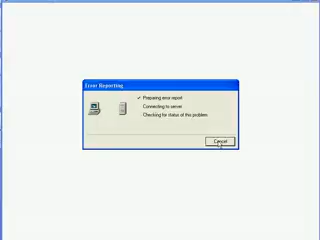 Error Reporting
Preparing error report
Connecting to server
Checking for status of this problem
Cancel